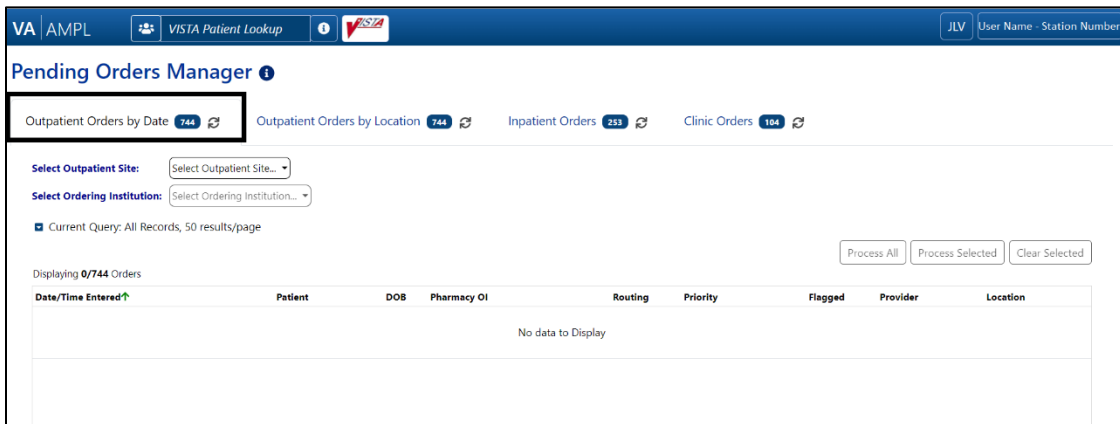 VA AMPL VISTA Patient Lookup VISTA JLV User Name - Station Number
Pending Orders Manager
Outpatient Orders by Date 744 Outpatient Orders by Location 744 Inpatient Orders 253 Clinic Orders 104
Select Outpatient Site: Select Outpatient Site...
Select Ordering Institution: Select Ordering Institution...
Current Query: All Records, 50 results/page
Process All Process Selected Clear Selected
Displaying 0/744 Orders
Date/Time Entered Patient DOB Pharmacy OI Routing Priority Flagged Provider Location
No data to Display